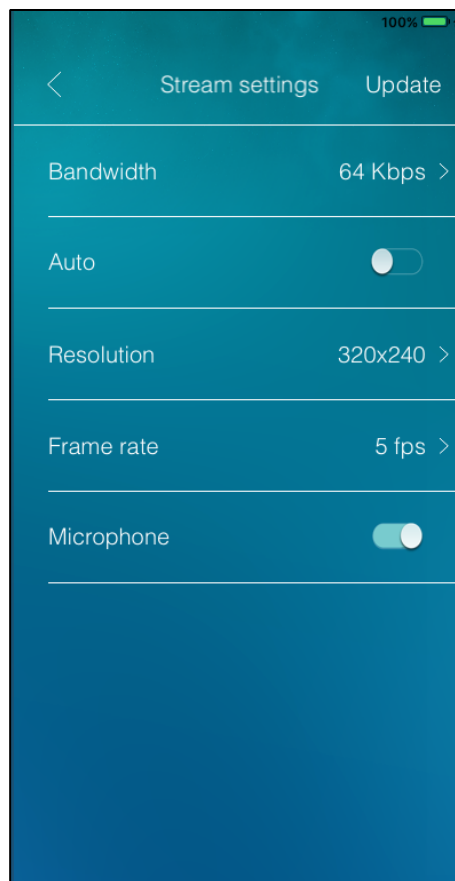 100%
Stream settings Update
Bandwidth 64 Kbps >
Auto
Resolution 320x240 >
Frame rate 5 fps >
Microphone